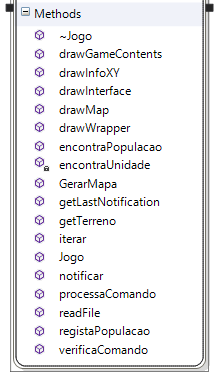 Methods
~Jogo
drawGameContents
drawInfoXY
drawInterface
drawMap
drawWrapper
encontraPopulacao
encontraUnidade
GerarMapa
getLastNotification
getTerreno
iterar
Jogo
notificar
processaComando
readFile
registaPopulacao
verificaComando